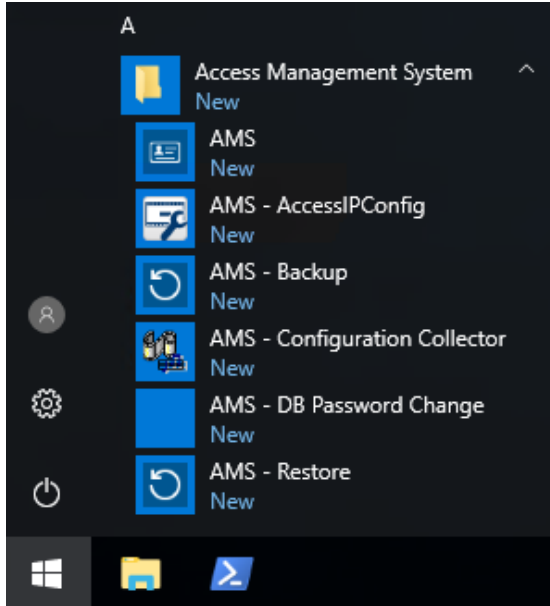 A
Access Management System
New
AMS
New
AMS - AccessIPConfig
New
AMS - Backup
New
AMS - Configuration Collector
New
AMS - DB Password Change
New
AMS - Restore
New